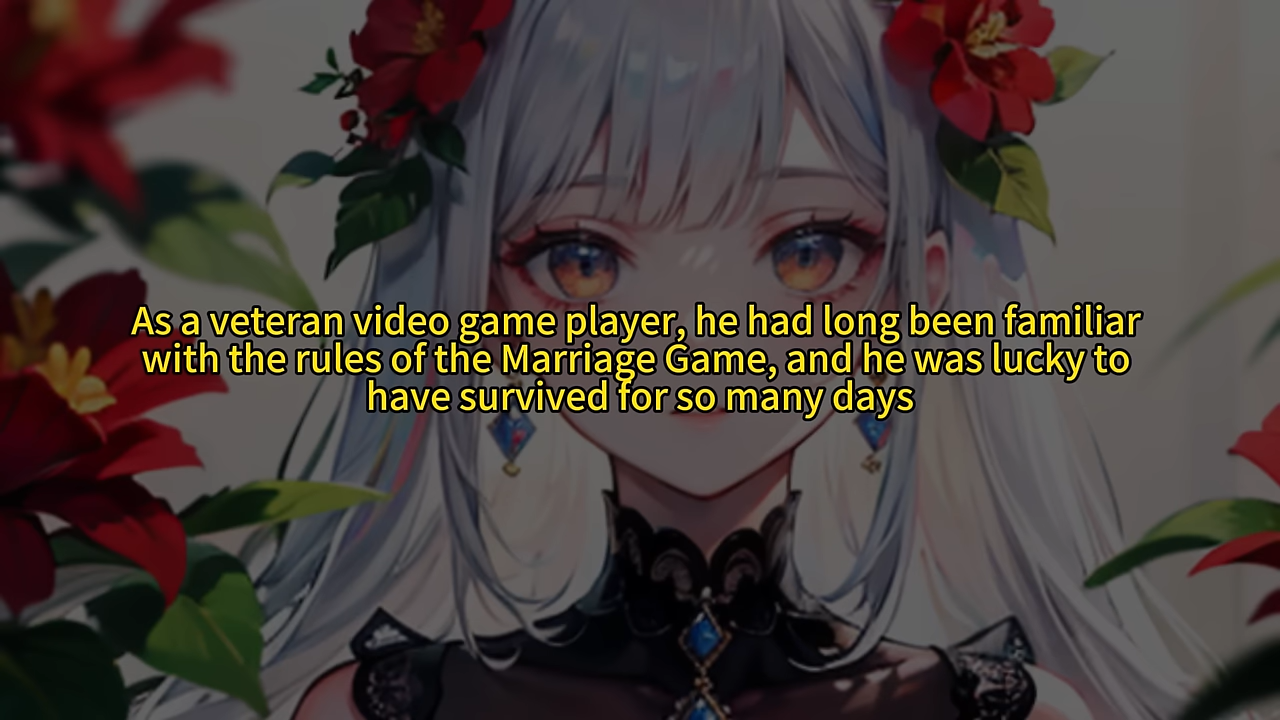 As a veteran video game player, he had long been familiar
with the rules of the Marriage Game, and he was lucky to
have survived for so many days